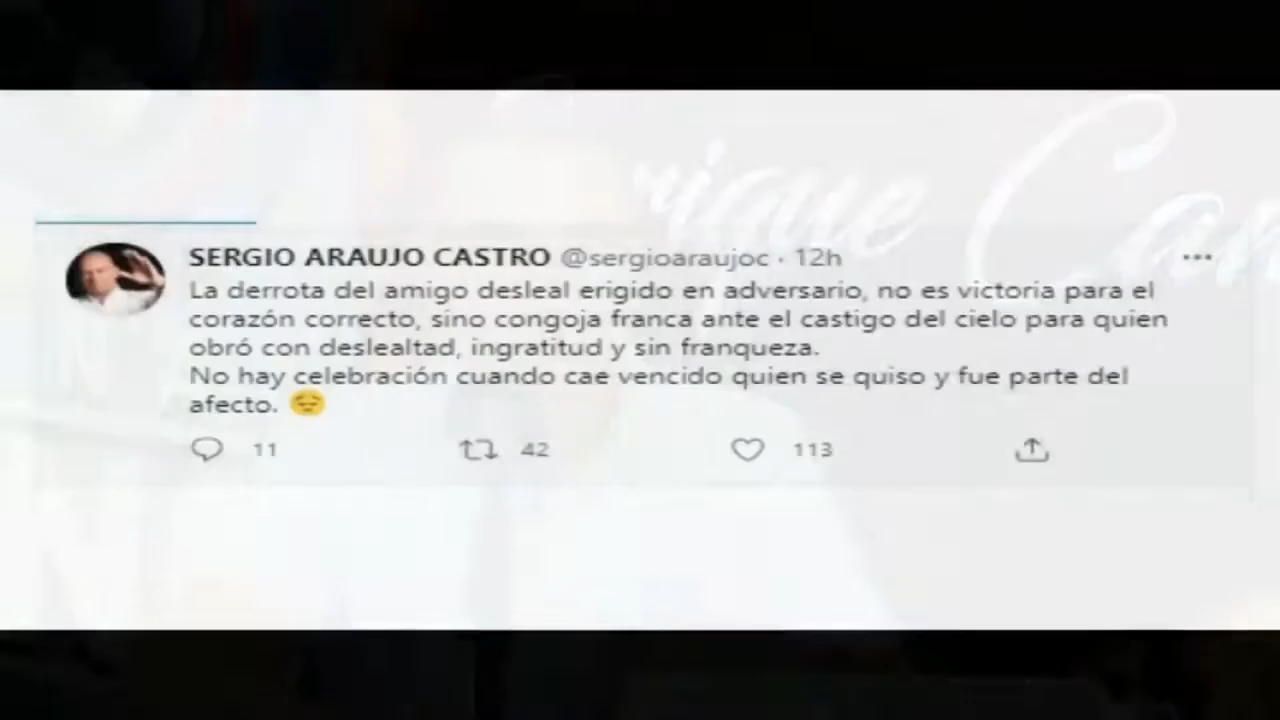 rique Car
SERGIO ARAUJO CASTRO @sergioaraujoc · 12h
La derrota del amigo desleal erigido en adversario, no es victoria para el
corazón correcto, sino congoja franca ante el castigo del cielo para quien
obró con deslealtad, ingratitud y sin franqueza.
No hay celebración cuando cae vencido quien se quiso y fue parte del
afecto. 😔
11 42 113